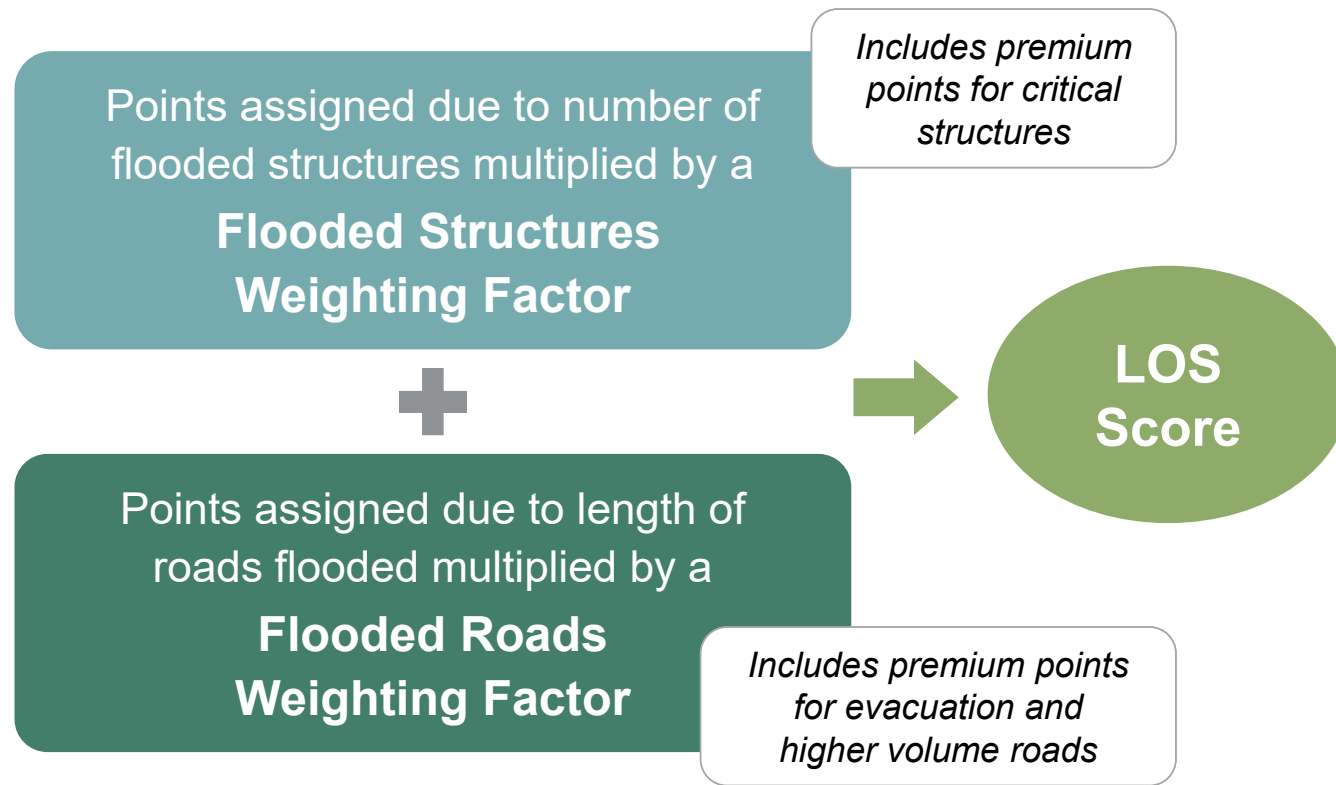 Includes premium
points for critical
structures
Points assigned due to number of
flooded structures multiplied by a
Flooded Structures
Weighting Factor
LOS
Score
Points assigned due to length of
roads flooded multiplied by a
Flooded Roads
Weighting Factor
Includes premium points
for evacuation and
higher volume roads